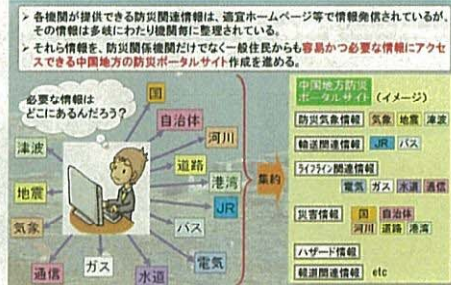 ➢ 各機関が提供できる防災関連情報は、適宜ホームページ等で情報発信されているが、
その情報は多岐にわたり機関毎に整理されている。
➢ それら情報を、防災関係機関だけでなく一般住民からも容易かつ必要な情報にアクセス
できる中国地方の防災ポータルサイト作成を進める。
必要な情報は
どこにあるんだろう?
国
自治体
河川
道路
港湾
JR
バス
電気
水道
ガス
通信
気象
地震
津波
集約
中国地方防災
ポータルサイト (イメージ)
防災気象情報 気象 地震 津波
輸送関連情報 JR バス
ライフライン関連情報
電気 ガス 水道 通信
災害情報 国 自治体
河川 道路 港湾
ハザード情報
報道関連情報 etc